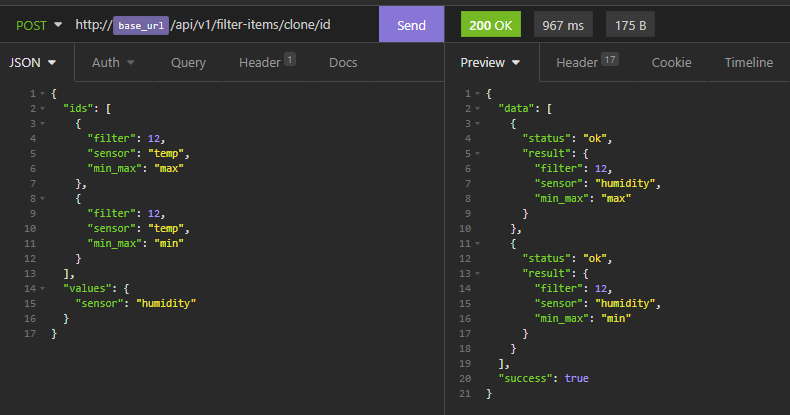 POST http://base_url/api/v1/filter-items/clone/id Send 200 OK 967 ms 175 B
JSON Auth Query Header 1 Docs Preview Header 17 Cookie Timeline
1 {
2 "ids": [
3 {
4 "filter": 12,
5 "sensor": "temp",
6 "min_max": "max"
7 },
8 {
9 "filter": 12,
10 "sensor": "temp",
11 "min_max": "min"
12 }
13 ],
14 "values": {
15 "sensor": "humidity"
16 }
17 }
1 {
2 "data": [
3 {
4 "status": "ok",
5 "result": {
6 "filter": 12,
7 "sensor": "humidity",
8 "min_max": "max"
9 }
10 },
11 {
12 "status": "ok",
13 "result": {
14 "filter": 12,
15 "sensor": "humidity",
16 "min_max": "min"
17 }
18 }
19 ],
20 "success": true
21 }